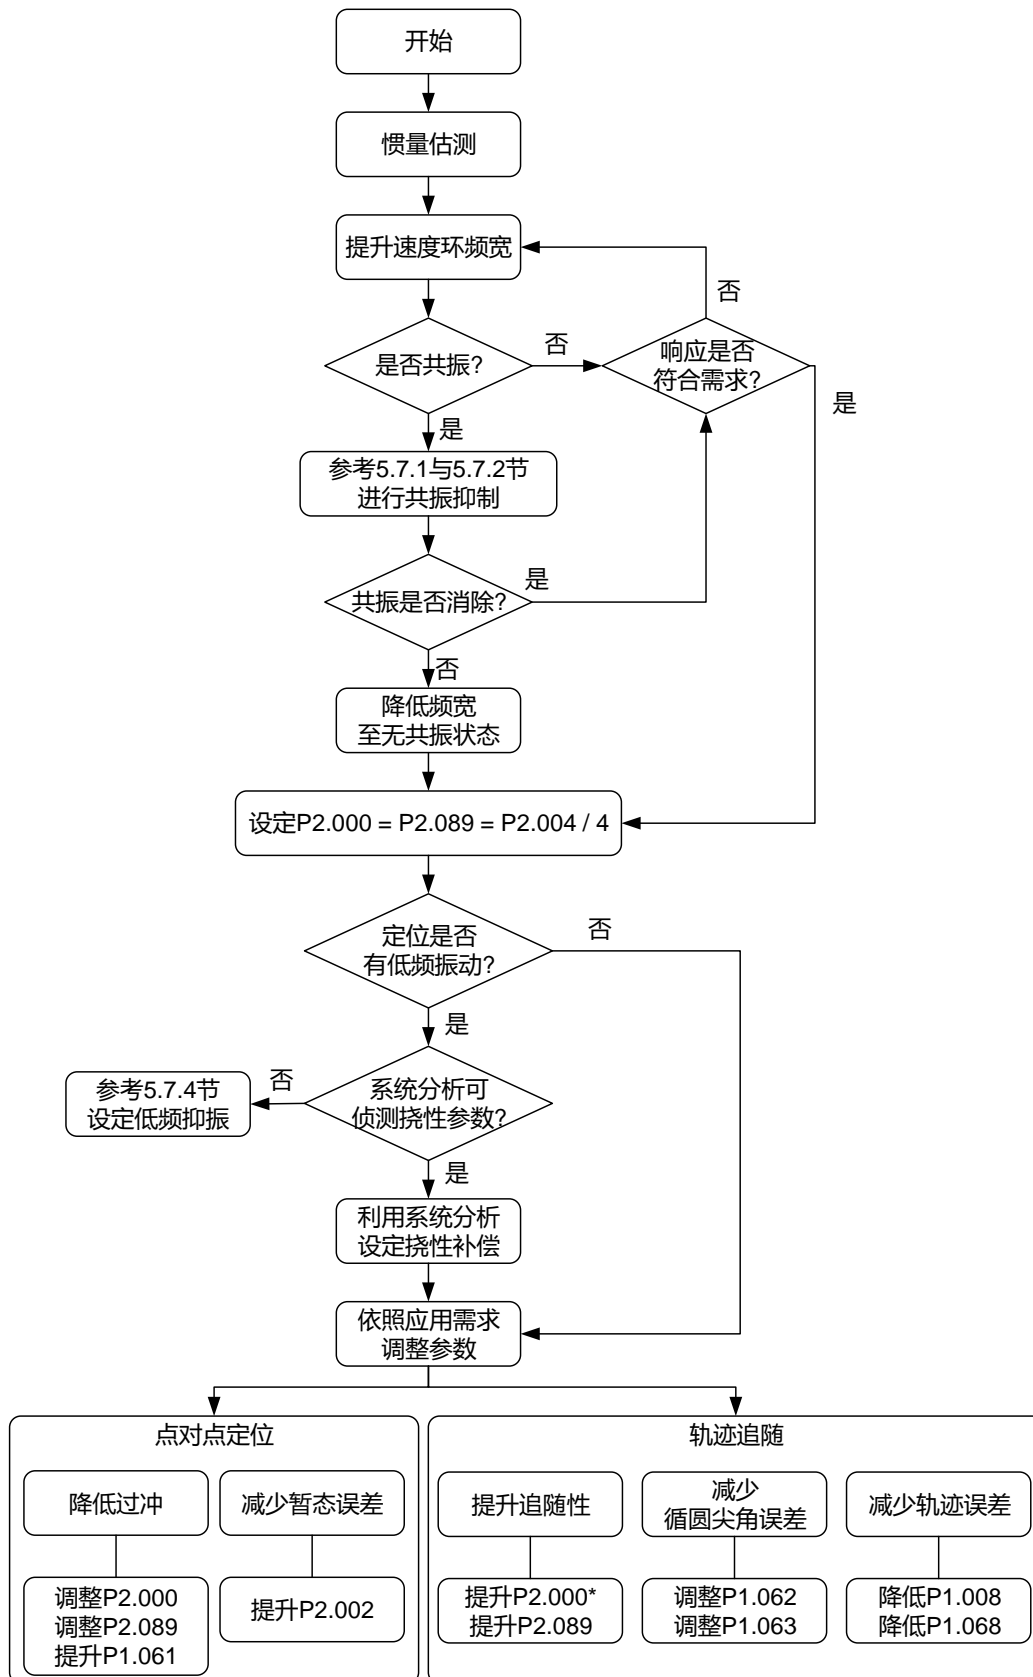 开始
惯量估测
提升速度环频宽
否
是否共振?
否
响应是否
符合需求?
是
是
参考5.7.1与5.7.2节
进行共振抑制
共振是否消除?
是
否
降低频宽
至无共振状态
设定P2.000 = P2.089 = P2.004 / 4
定位是否
有低频振动?
否
是
系统分析可
侦测挠性参数?
否
参考5.7.4节
设定低频抑振
是
利用系统分析
设定挠性补偿
依照应用需求
调整参数
点对点定位
降低过冲
减少暂态误差
调整P2.000
调整P2.089
提升P1.061
提升P2.002
轨迹追随
提升追随性
减少
循圆尖角误差
减少轨迹误差
提升P2.000*
提升P2.089
调整P1.062
调整P1.063
降低P1.008
降低P1.068